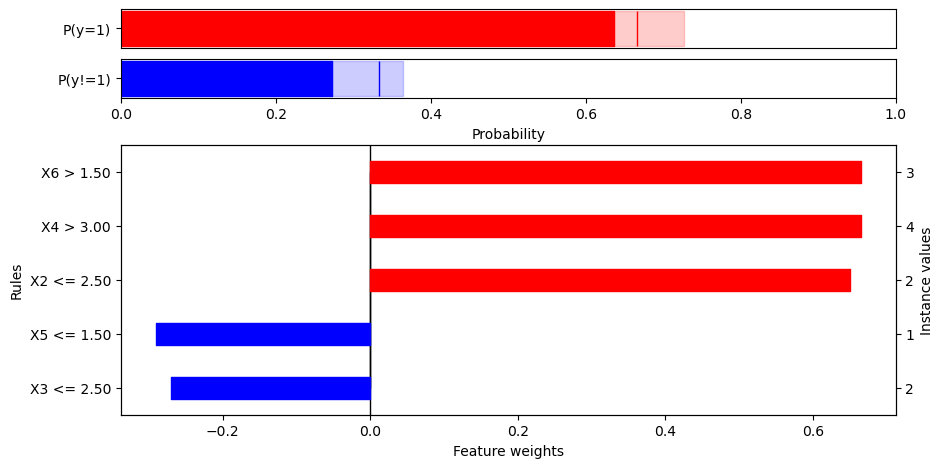 P(y=1)
P(y!=1)
0.0 0.2 0.4 0.6 0.8 1.0
Probability
X6 > 1.50 3
X4 > 3.00 4
X2 <= 2.50 2
X5 <= 1.50 1
X3 <= 2.50 2
Rules
Instance values
−0.2 0.0 0.2 0.4 0.6
Feature weights